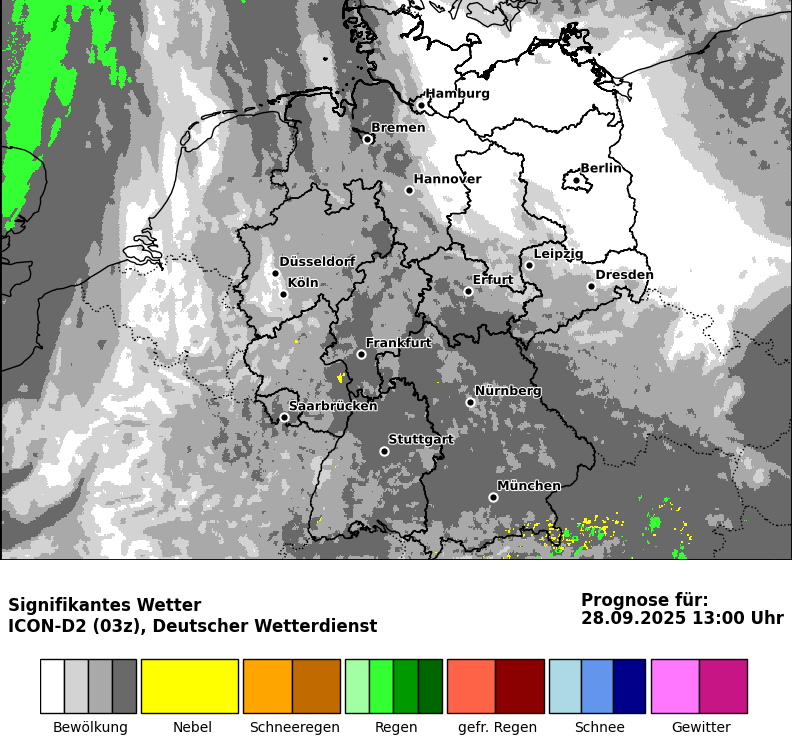 Hamburg
Bremen
Berlin
Hannover
Leipzig
Düsseldorf
Dresden
Köln
Erfurt
Frankfurt
Nürnberg
Saarbrücken
Stuttgart
München
Signifikantes Wetter
ICON-D2 (03z), Deutscher Wetterdienst
Prognose für:
28.09.2025 13:00 Uhr
Bewölkung
Nebel
Schneeregen
Regen
gefr. Regen
Schnee
Gewitter